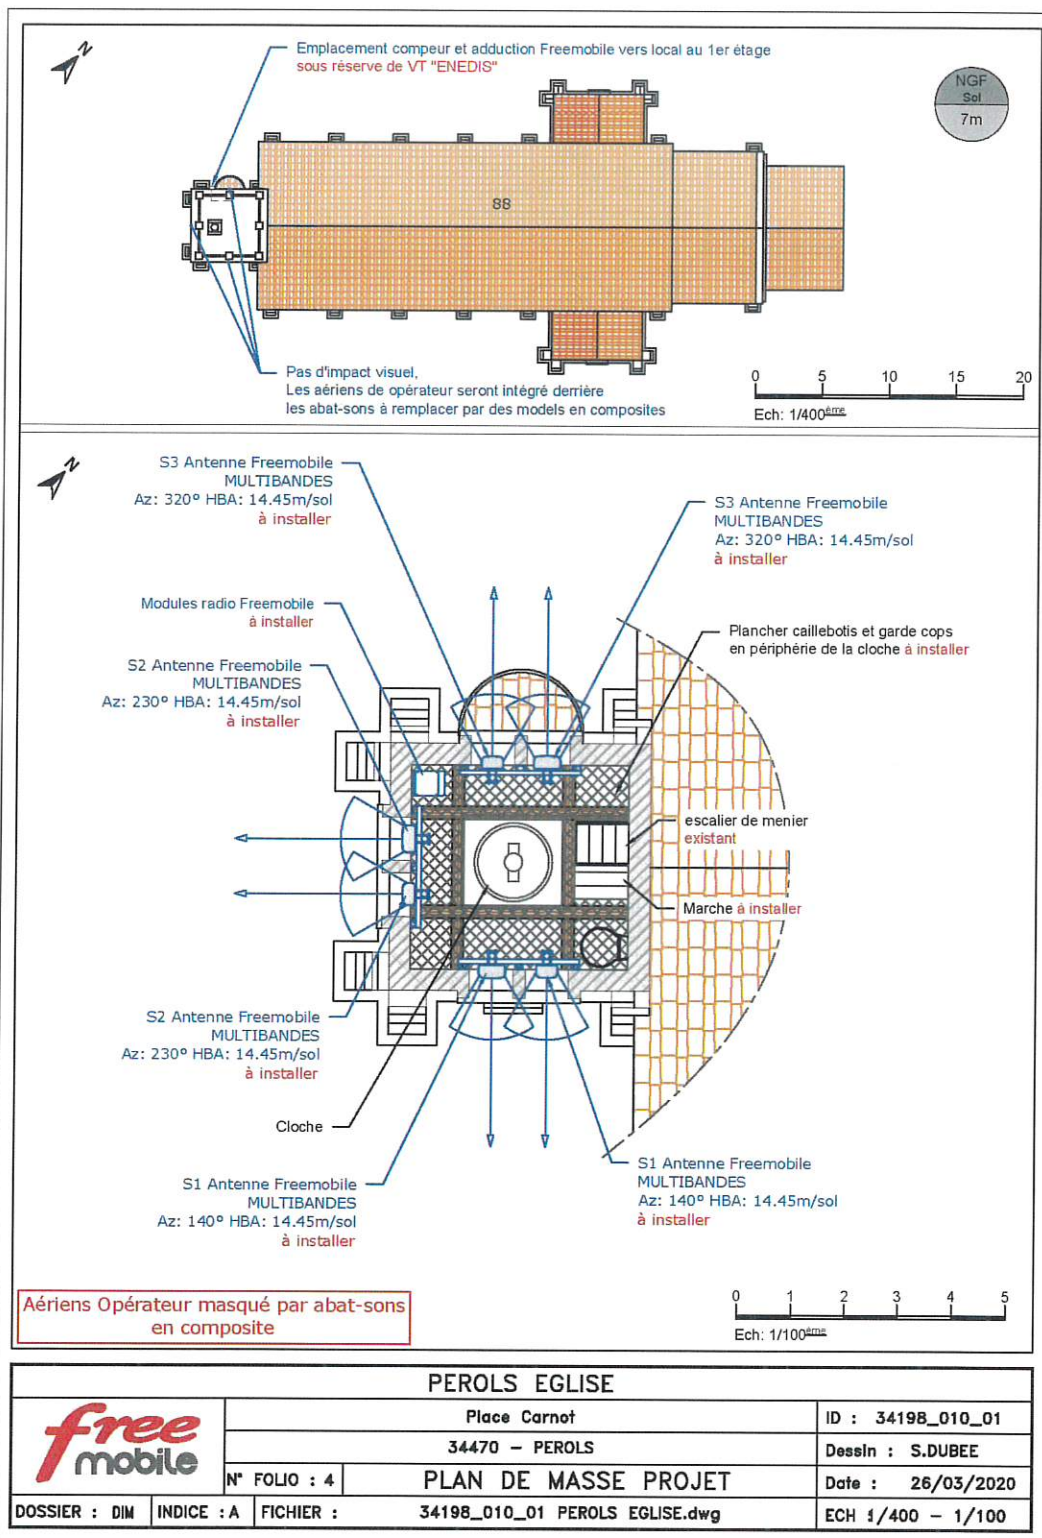 N
Emplacement compeur et adduction Freemobile vers local au 1er étage
sous réserve de VT "ENEDIS"
NGF
Sol
7m
88
Pas d'impact visuel,
Les aériens de opérateur seront intégré derrière
les abat-sons à remplacer par des models en composites
0 5 10 15 20
Ech: 1/400ème
N
S3 Antenne Freemobile
MULTIBANDES
Az: 320° HBA: 14.45m/sol
à installer
S3 Antenne Freemobile
MULTIBANDES
Az: 320° HBA: 14.45m/sol
à installer
Modules radio Freemobile
à installer
Plancher caillebotis et garde cops
en périphérie de la cloche à installer
S2 Antenne Freemobile
MULTIBANDES
Az: 230° HBA: 14.45m/sol
à installer
escalier de menier
existant
Marche à installer
S2 Antenne Freemobile
MULTIBANDES
Az: 230° HBA: 14.45m/sol
à installer
Cloche
S1 Antenne Freemobile
MULTIBANDES
Az: 140° HBA: 14.45m/sol
à installer
S1 Antenne Freemobile
MULTIBANDES
Az: 140° HBA: 14.45m/sol
à installer
Aériens Opérateur masqué par abat-sons
en composite
0 1 2 3 4 5
Ech: 1/100ème
PEROLS EGLISE
free
mobile
Place Carnot
ID : 34198_010_01
34470 - PEROLS
Dessin : S.DUBEE
N° FOLIO : 4
PLAN DE MASSE PROJET
Date : 26/03/2020
DOSSIER : DIM
INDICE : A
FICHIER : 34198_010_01 PEROLS EGLISE.dwg
ECH 1/400 - 1/100